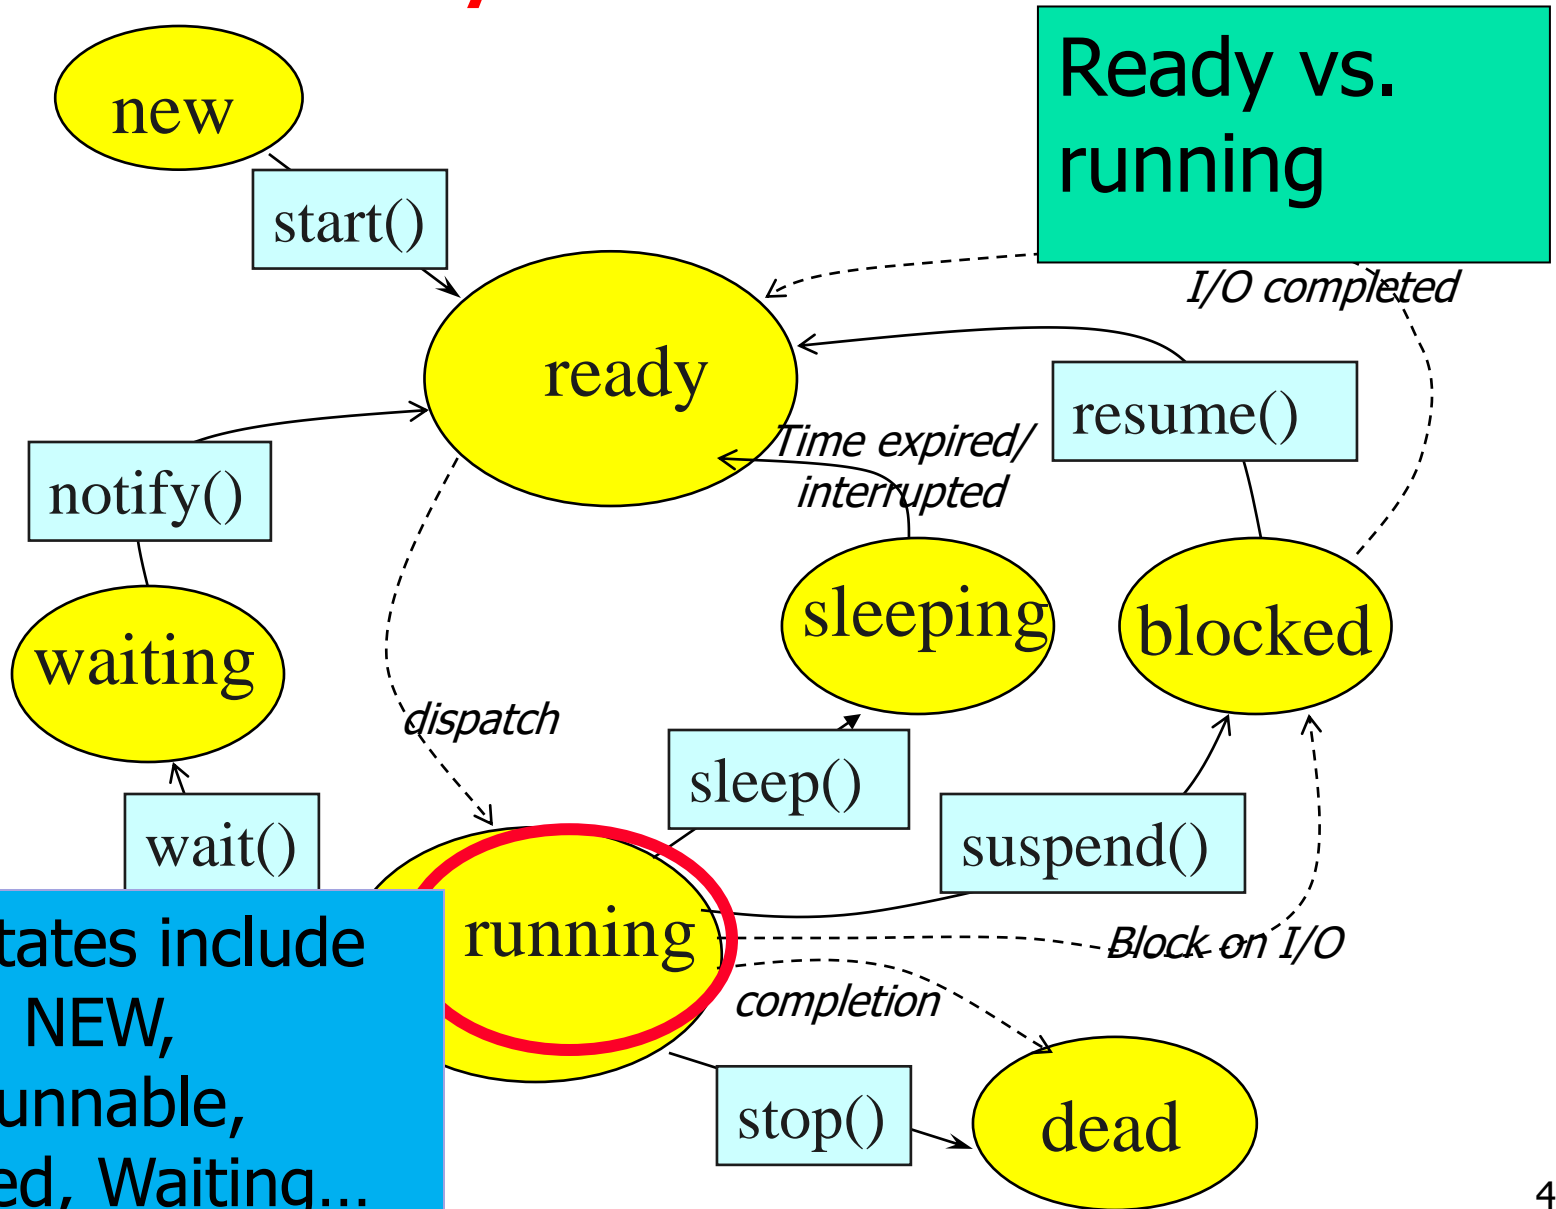 new
Ready vs.
running
start()
I/O completed
ready
resume()
Time expired/
interrupted
notify()
sleeping
blocked
waiting
dispatch
sleep()
wait()
suspend()
running
Block on I/O
tates include
NEW,
unnable,
ed, Waiting...
completion
stop()
dead
4